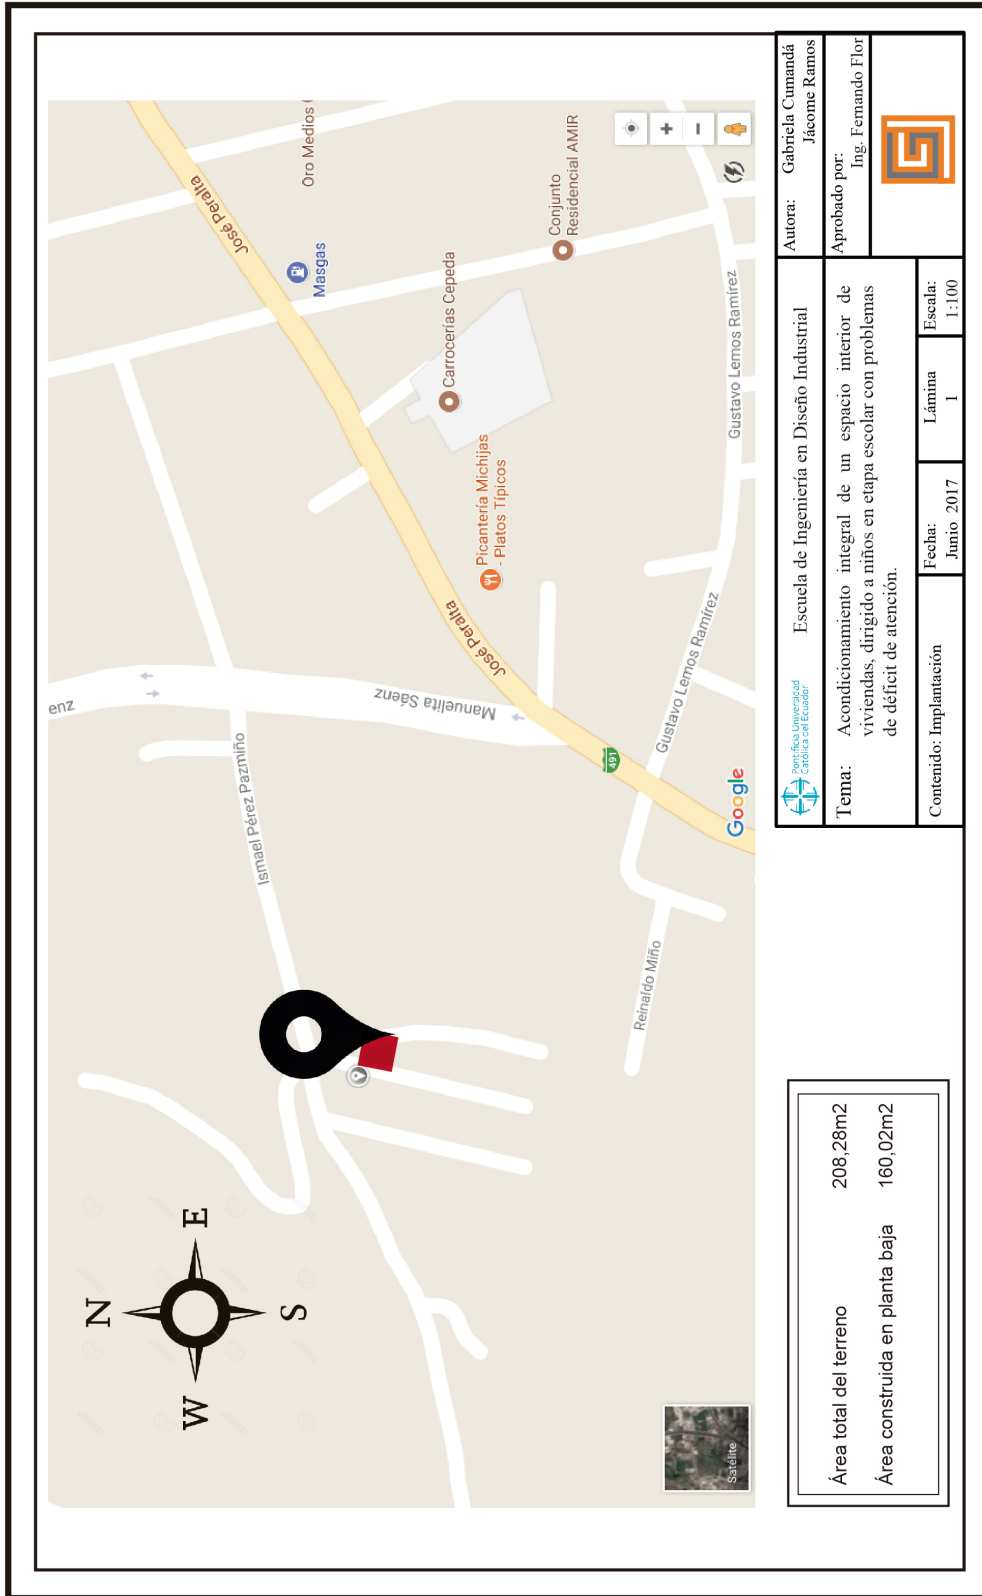 N
W
E
S
Oro Medios
José Peralta
Masgas
Conjunto
Residencial AMIR
Carrocerías Cepeda
Picantería Michijas
- Platos Típicos
enz
Manuelita Sáenz
José Peralta
Ismael Pérez Pazmiño
491
Gustavo Lemos Ramírez
Gustavo Lemos Ramírez
Reinaldo Miño
Google
Satélite
Área total del terreno 208,28m2
Área construida en planta baja 160,02m2
Pontificia Universidad
Católica del Ecuador
Escuela de Ingeniería en Diseño Industrial
Autora: Gabriela Cumandá
Jácome Ramos
Tema: Acondicionamiento integral de un espacio interior de
viviendas, dirigido a niños en etapa escolar con problemas
de déficit de atención.
Aprobado por:
Ing. Fernando Flor
Contenido: Implantación
Fecha:
Junio 2017
Lámina
1
Escala:
1:100